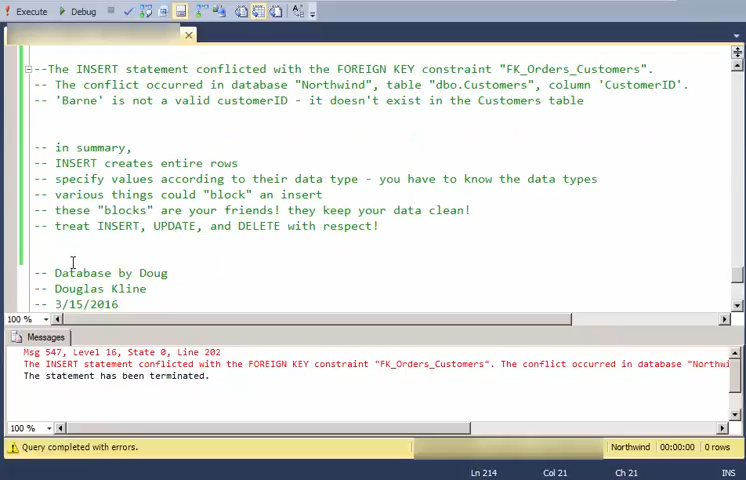 Execute
Debug
--The INSERT statement conflicted with the FOREIGN KEY constraint "FK_Orders_Customers".
-- The conflict occurred in database "Northwind", table "dbo.Customers", column 'CustomerID'.
-- 'Barne' is not a valid customerID - it doesn't exist in the Customers table
-- in summary,
-- INSERT creates entire rows
-- specify values according to their data type - you have to know the data types
-- various things could "block" an insert
-- these "blocks" are your friends! they keep your data clean!
-- treat INSERT, UPDATE, and DELETE with respect!
-- Database by Doug
-- Douglas Kline
-- 3/15/2016
100 %
Messages
Msg 547, Level 16, State 0, Line 202
The INSERT statement conflicted with the FOREIGN KEY constraint "FK_Orders_Customers". The conflict occurred in database "Northw
The statement has been terminated.
100 %
Query completed with errors.
Northwind
00:00:00
0 rows
Ln 214
Col 21
Ch 21
INS